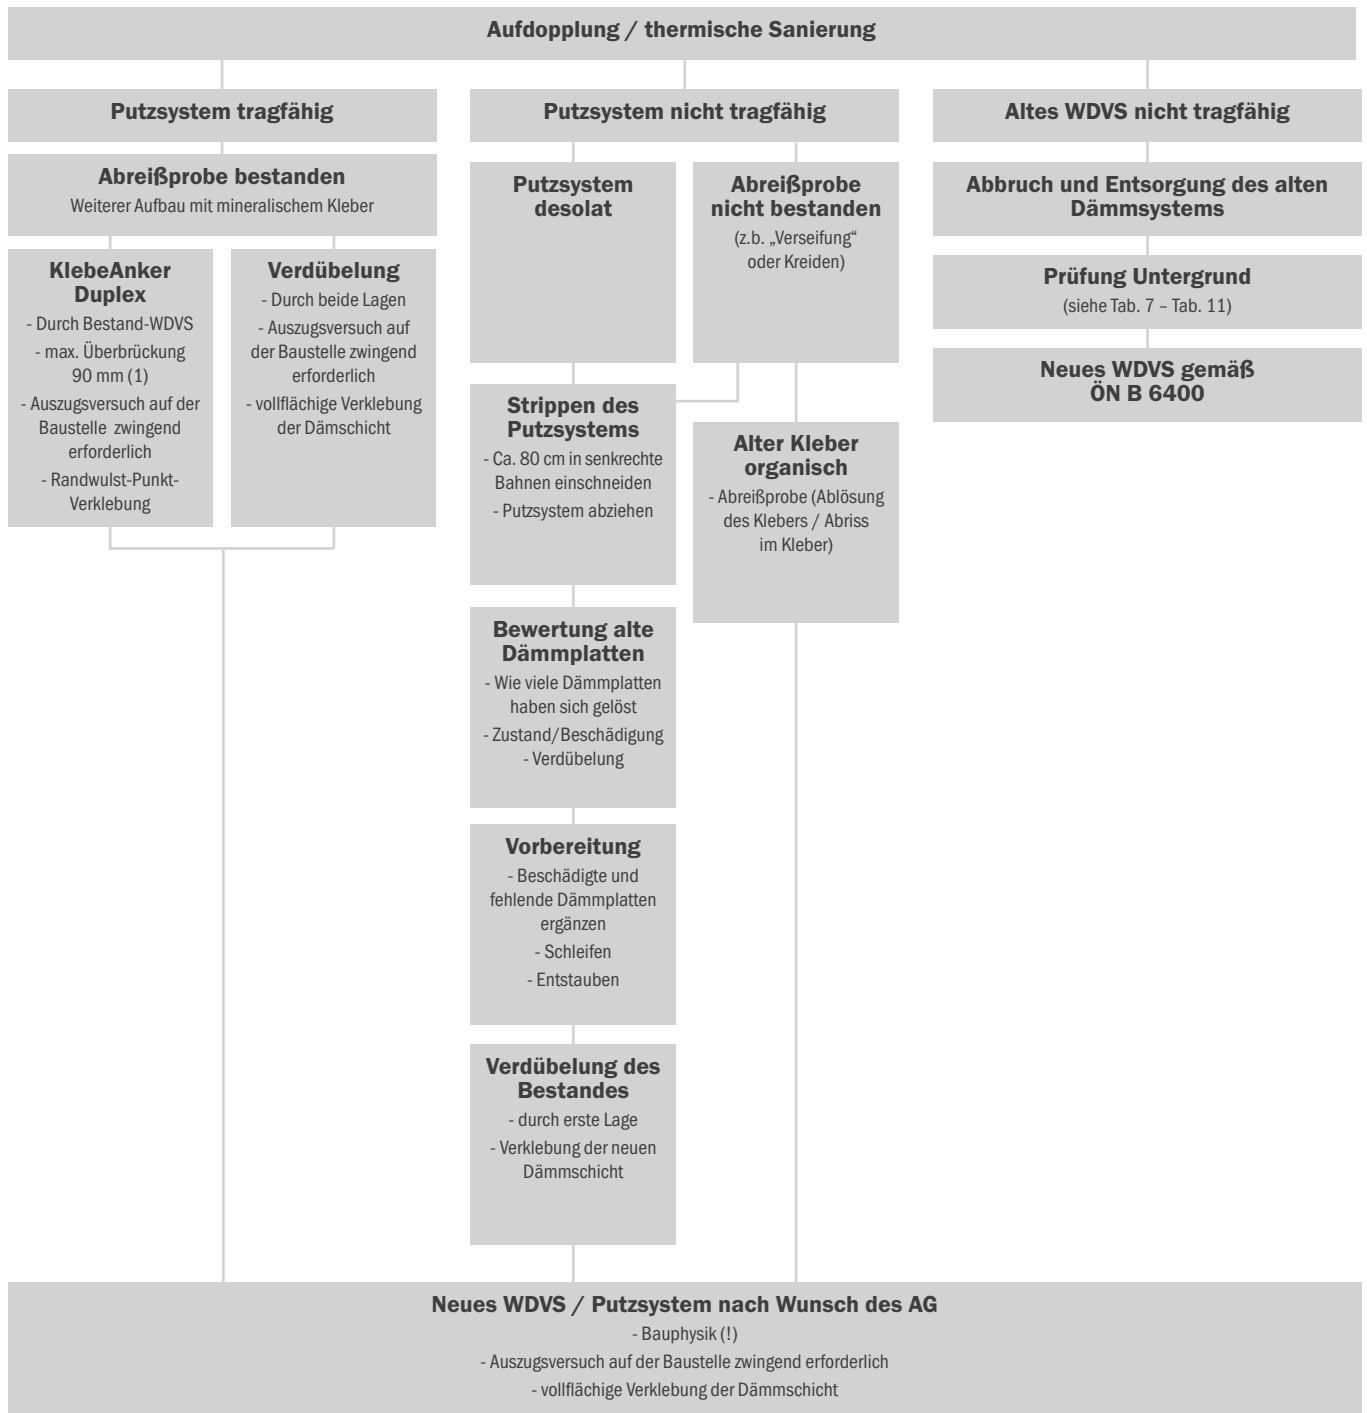 Aufdopplung / thermische Sanierung
Putzsystem tragfähig
Abreißprobe bestanden
Weiterer Aufbau mit mineralischem Kleber
KlebeAnker
Duplex
- Durch Bestand-WDVS
- max. Überbrückung
90 mm (1)
- Auszugsversuch auf der
Baustelle zwingend
erforderlich
- Randwulst-Punkt-
Verklebung
Verdübelung
- Durch beide Lagen
- Auszugsversuch auf
der Baustelle zwingend
erforderlich
- vollflächige Verklebung
der Dämschicht
Putzsystem nicht tragfähig
Putzsystem
desolat
Abreißprobe
nicht bestanden
(z.b. „Verseifung“
oder Kreiden)
Strippen des
Putzsystems
- Ca. 80 cm in senkrechte
Bahnen einschneiden
- Putzsystem abziehen
Alter Kleber
organisch
- Abreißprobe (Ablösung
des Klebers / Abriss
im Kleber)
Bewertung alte
Dämmplatten
- Wie viele Dämmplatten
haben sich gelöst
- Zustand/Beschädigung
- Verdübelung
Vorbereitung
- Beschädigte und
fehlende Dämmplatten
ergänzen
- Schleifen
- Entstauben
Verdübelung des
Bestandes
- durch erste Lage
- Verklebung der neuen
Dämmschicht
Altes WDVS nicht tragfähig
Abbruch und Entsorgung des alten
Dämmsystems
Prüfung Untergrund
(siehe Tab. 7 – Tab. 11)
Neues WDVS gemäß
ÖN B 6400
Neues WDVS / Putzsystem nach Wunsch des AG
- Bauphysik (!)
- Auszugsversuch auf der Baustelle zwingend erforderlich
- vollflächige Verklebung der Dämmschicht